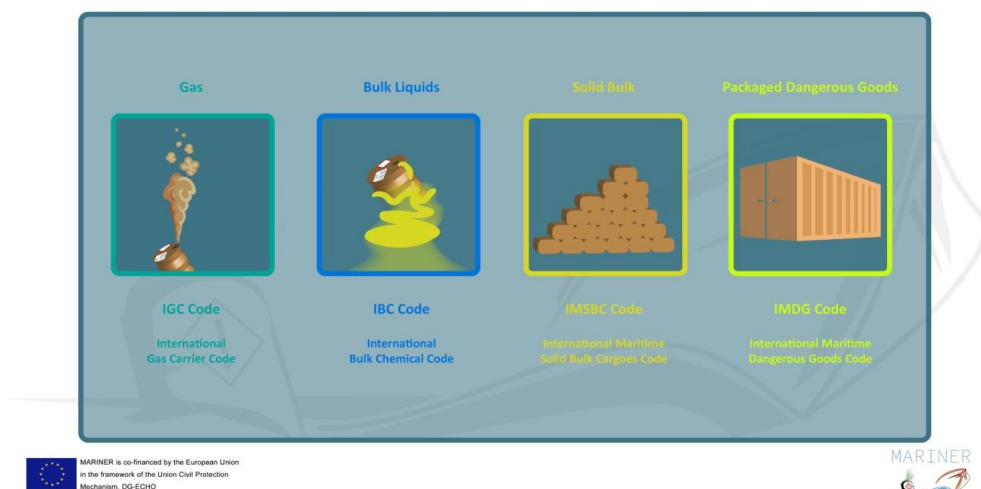 Gas
Bulk Liquids
Solid Bulk
Packaged Dangerous Goods
IGC Code
IBC Code
IMSBC Code
IMDG Code
International
Gas Carrier Code
International
Bulk Chemical Code
International Maritime
Solid Bulk Cargoes Code
International Maritime
Dangerous Goods Code
MARINER is co-financed by the European Union
in the framework of the Union Civil Protection
Mechanism. DG-ECHO
MARINER